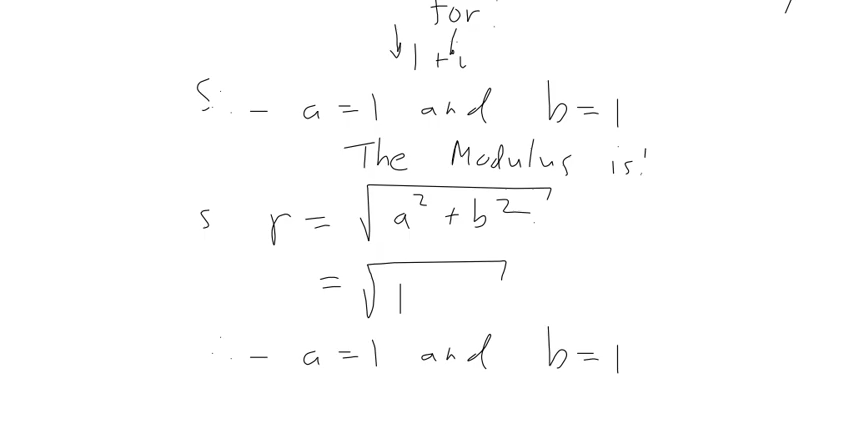 for
1 + i
S: - a = 1 and b = 1
The Modulus is:
s r = √(a² + b²)
= √1
∴ - a = 1 and b = 1